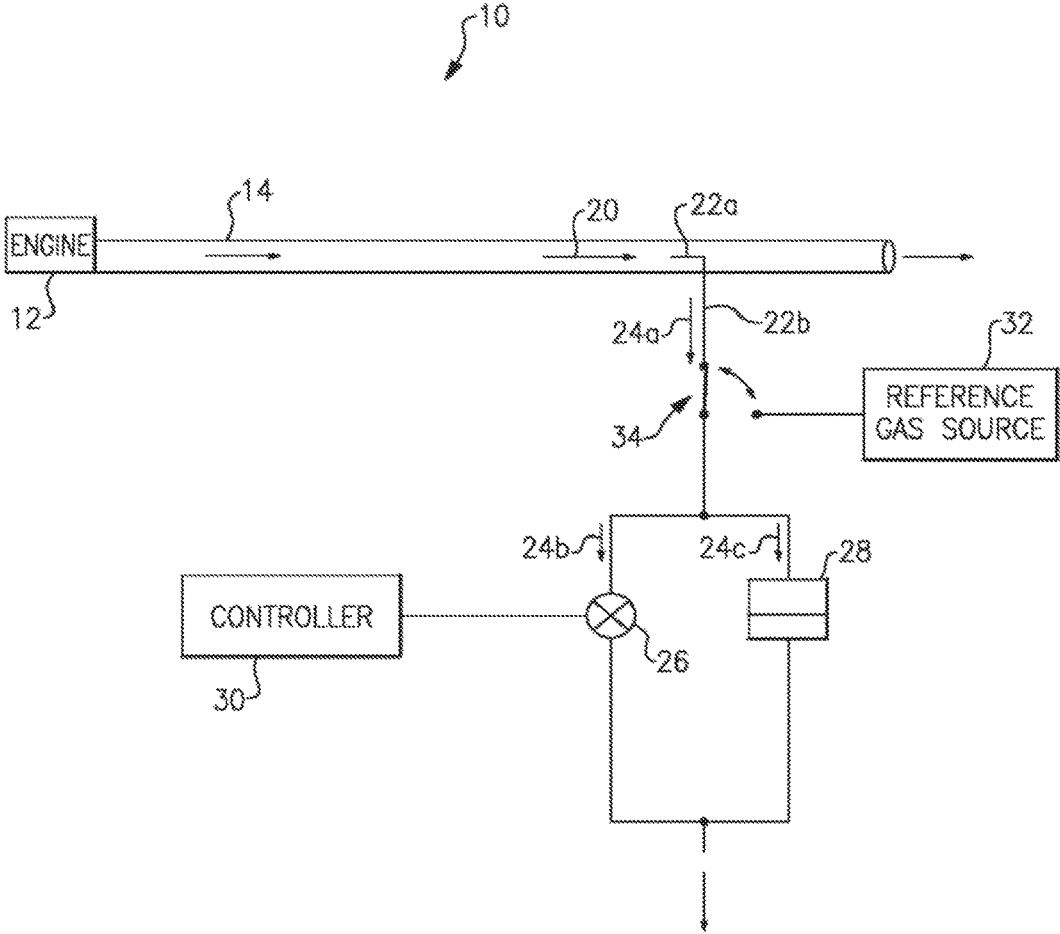 10
14
20
22a
ENGINE
12
24a
22b
32
REFERENCE
GAS SOURCE
34
24b
24c
28
CONTROLLER
26
30